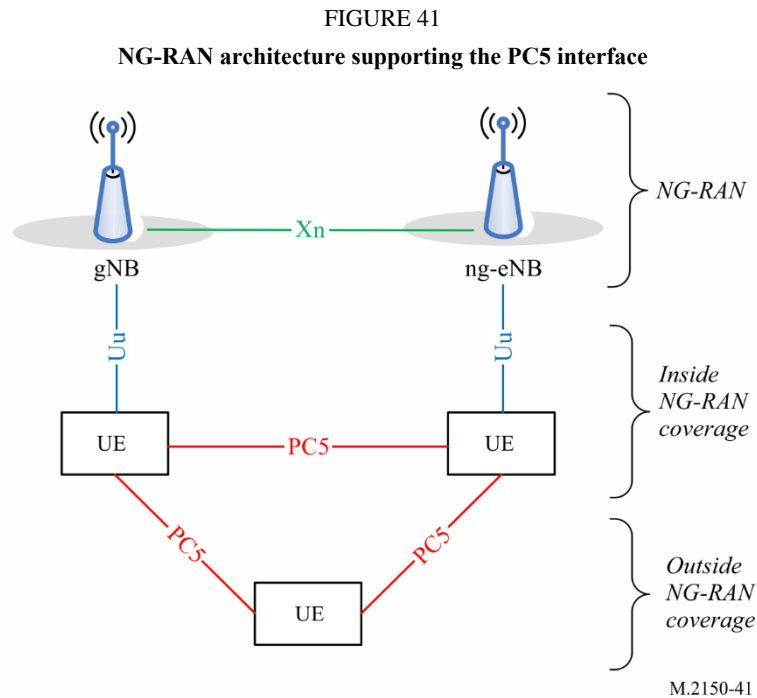 FIGURE 41
NG-RAN architecture supporting the PC5 interface
NG-RAN
Xn
gNB
ng-eNB
Uu
Uu
Inside
NG-RAN
coverage
UE
PC5
UE
PC5
PC5
Outside
NG-RAN
coverage
UE
M.2150-41